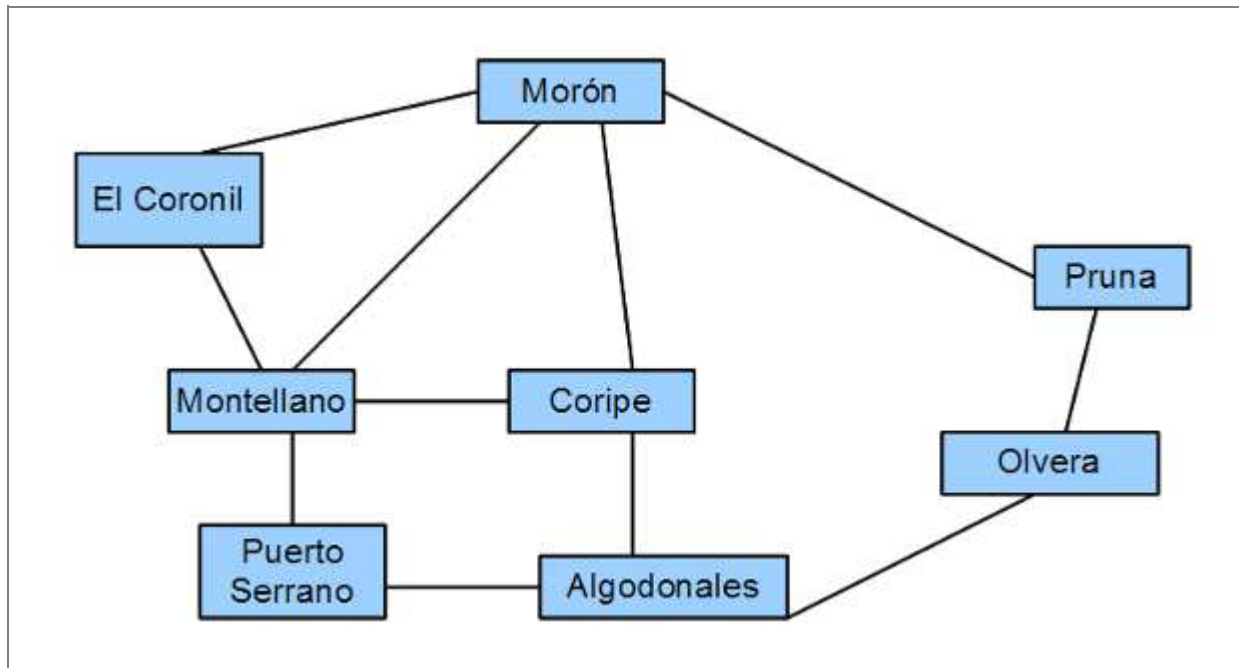 Morón
El Coronil
Pruna
Montellano
Coripe
Olvera
Puerto
Serrano
Algodonales